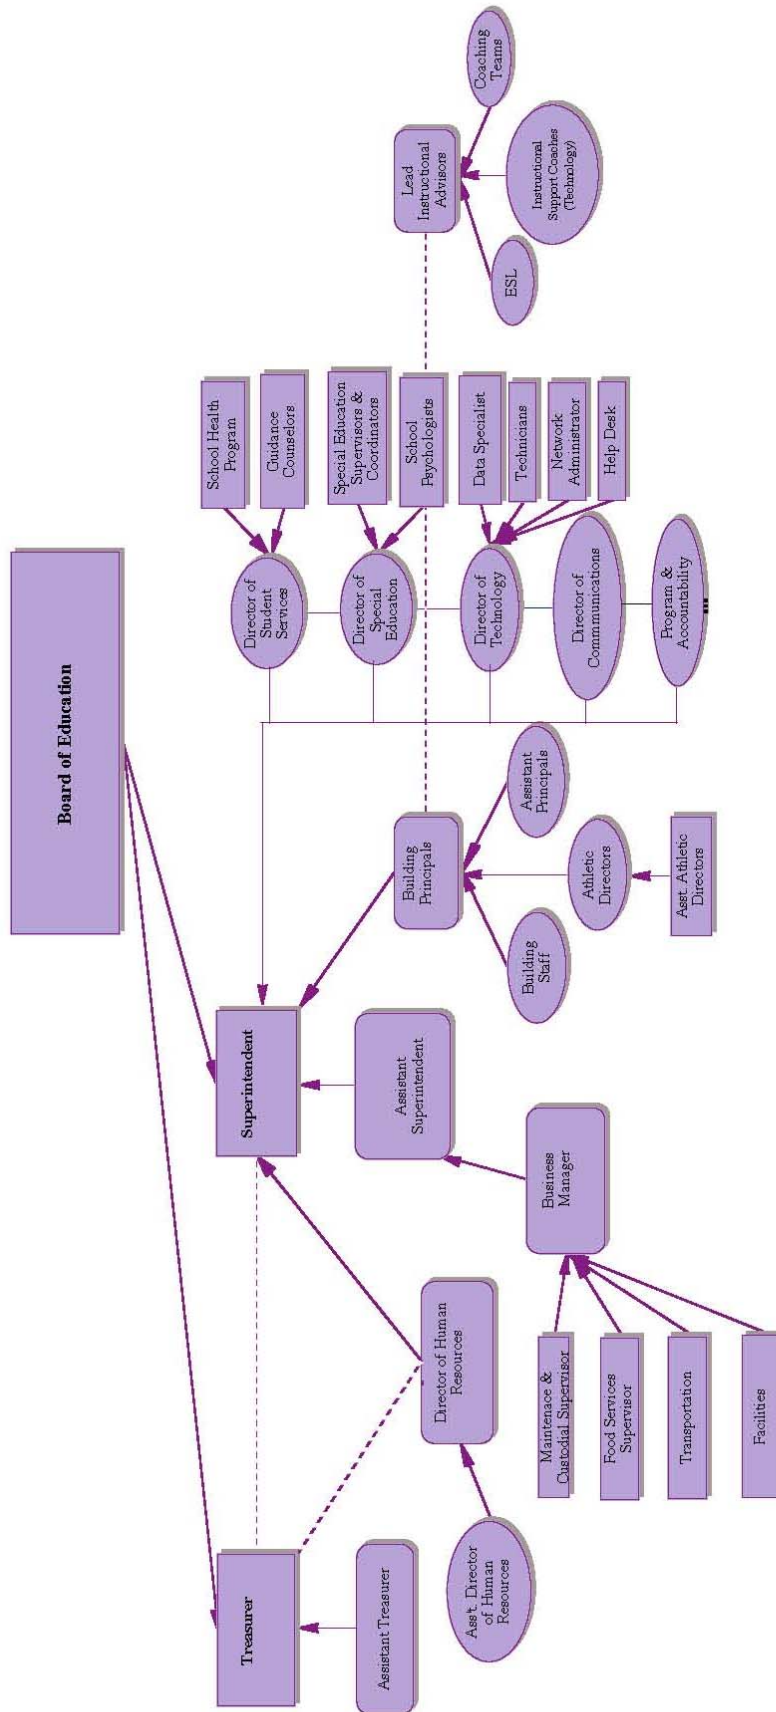 Board of Education
Treasurer
Superintendent
Assistant Treasurer
Director of Human
Resources
Ass't. Director
of Human
Resources
Assistant
Superintendent
Business
Manager
Maintenace &
Custodial Supervisor
Food Services
Supervisor
Transportation
Facilities
Building
Principals
Building
Staff
Athletic
Directors
Assistant
Principals
Asst. Athletic
Directors
Director of
Student
Services
Director of
Special
Education
Director of
Technology
Director of
Commmunications
Program &
Accountability
School Health
Program
Guidance
Counselors
Special Education
Supervisors &
Coordinators
School
Psychologists
Data Specialist
Technicians
Network
Administrator
Help Desk
Lead
Instructional
Advisors
ESL
Instructional
Support Coaches
(Technology)
Coaching
Teams